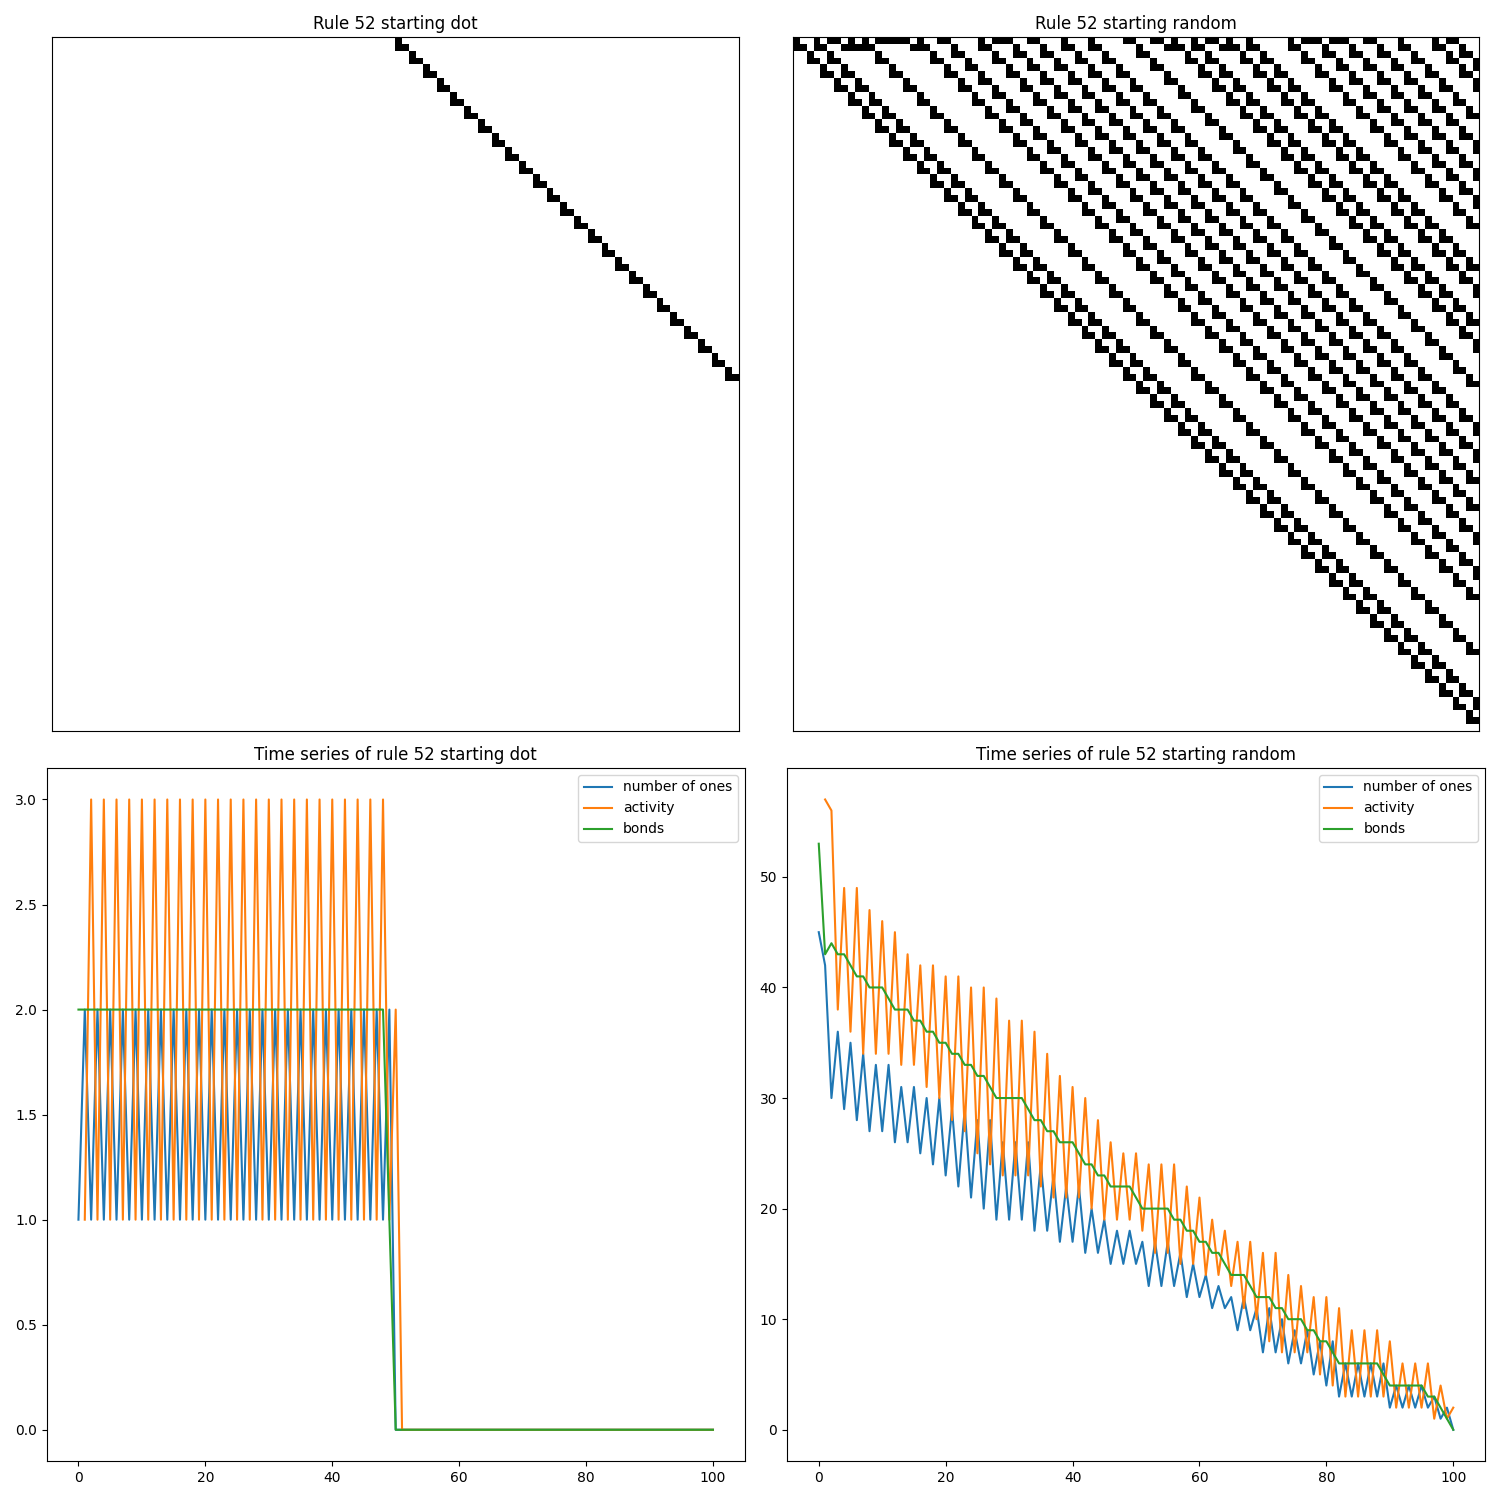 Rule 52 starting dot
Rule 52 starting random
Time series of rule 52 starting dot
3.0
2.5
2.0
1.5
1.0
0.5
0.0
0
20
40
60
80
100
number of ones
activity
bonds
Time series of rule 52 starting random
50
40
30
20
10
0
0
20
40
60
80
100
number of ones
activity
bonds